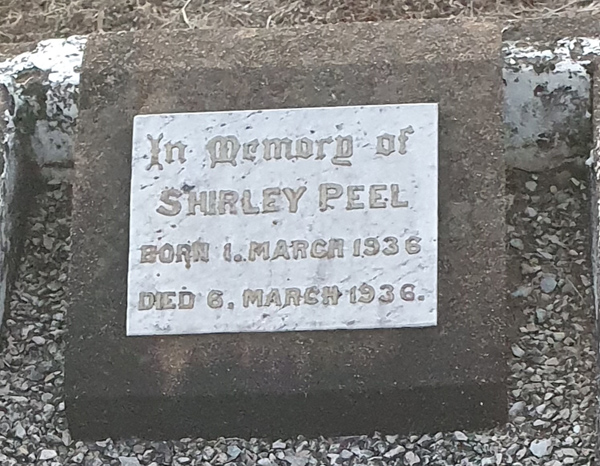 In Memory of
SHIRLEY PEEL
BORN 1. MARCH 1936
DIED 6. MARCH 1936.